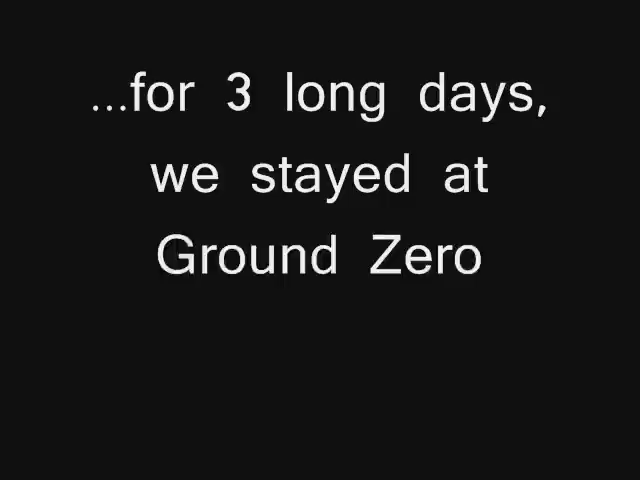 ...for 3 long days,
we stayed at
Ground Zero